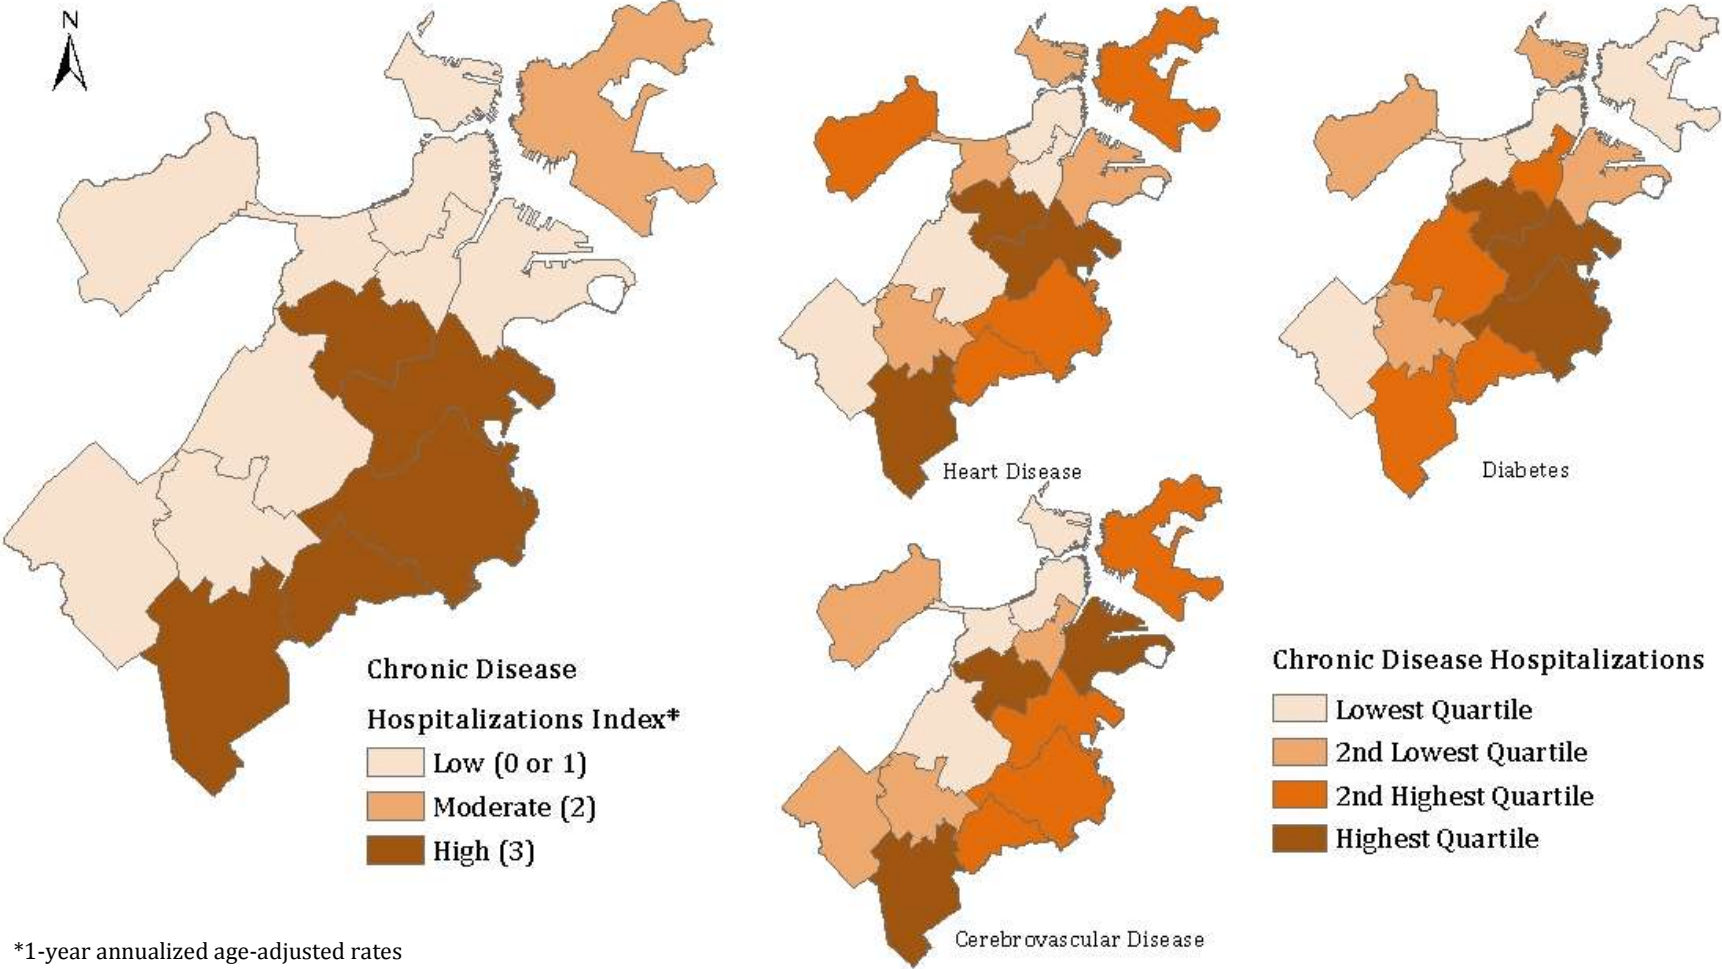 N
Heart Disease
Diabetes
Chronic Disease
Hospitalizations Index*
Low (0 or 1)
Moderate (2)
High (3)
Chronic Disease Hospitalizations
Lowest Quartile
2nd Lowest Quartile
2nd Highest Quartile
Highest Quartile
Cerebrovascular Disease
*1-year annualized age-adjusted rates